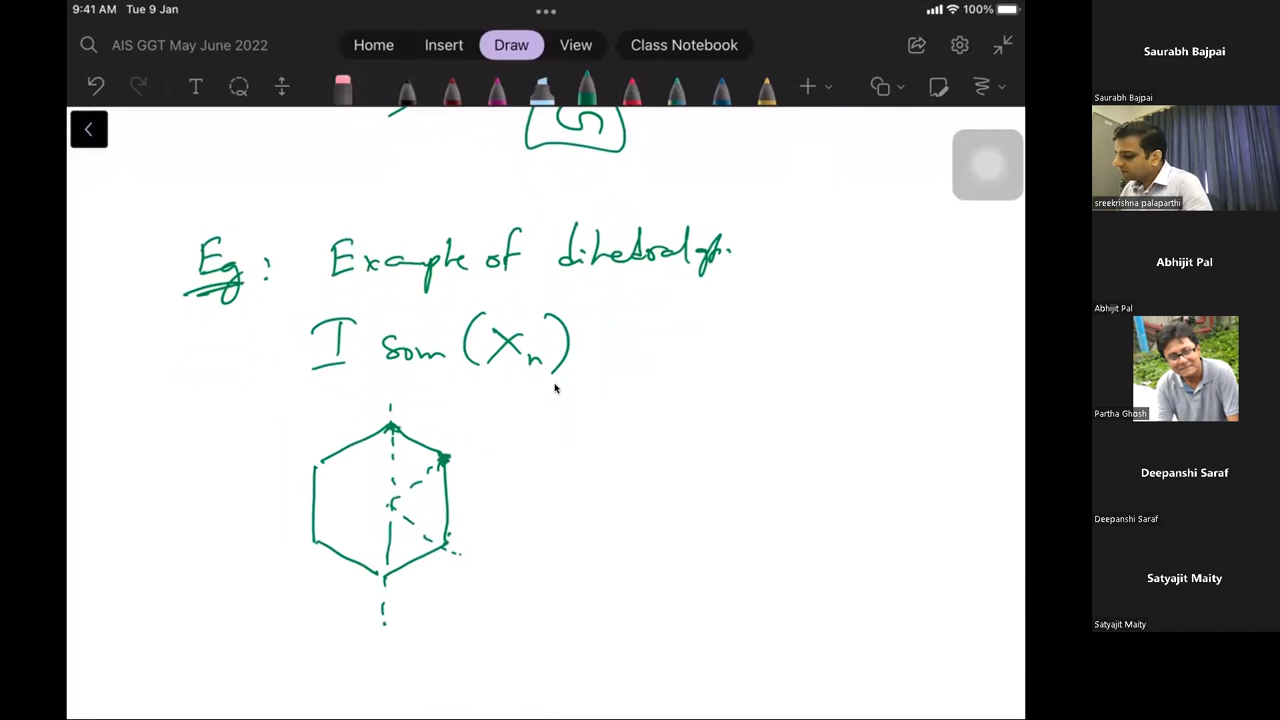 9:41 AM Tue 9 Jan
100%
AIS GGT May June 2022
Home Insert Draw View Class Notebook
T
G
Eg: Example of dihedral gp.
Isom (Xn)
Saurabh Bajpai
Saurabh Bajpai
sreekrishna palaparthi
Abhijit Pal
Abhijit Pal
Partha Ghosh
Deepanshi Saraf
Deepanshi Saraf
Satyajit Maity
Satyajit Maity